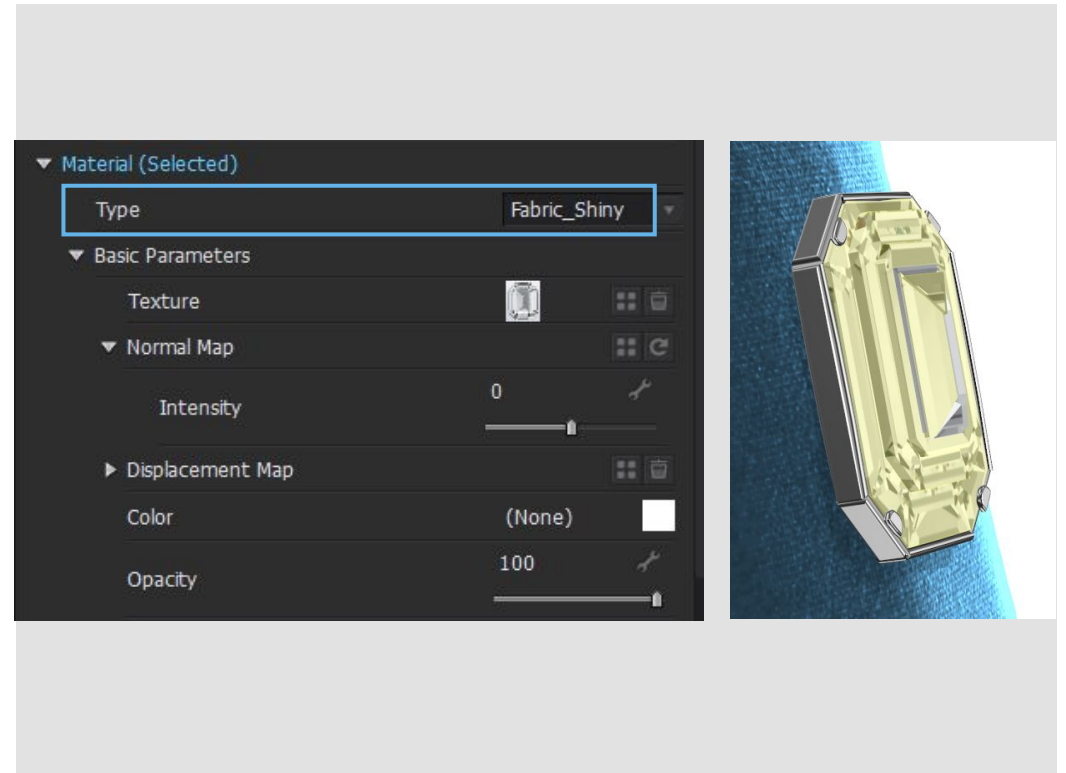 Material (Selected)
Type Fabric_Shiny
Basic Parameters
Texture
Normal Map
Intensity 0
Displacement Map
Color (None)
Opacity 100